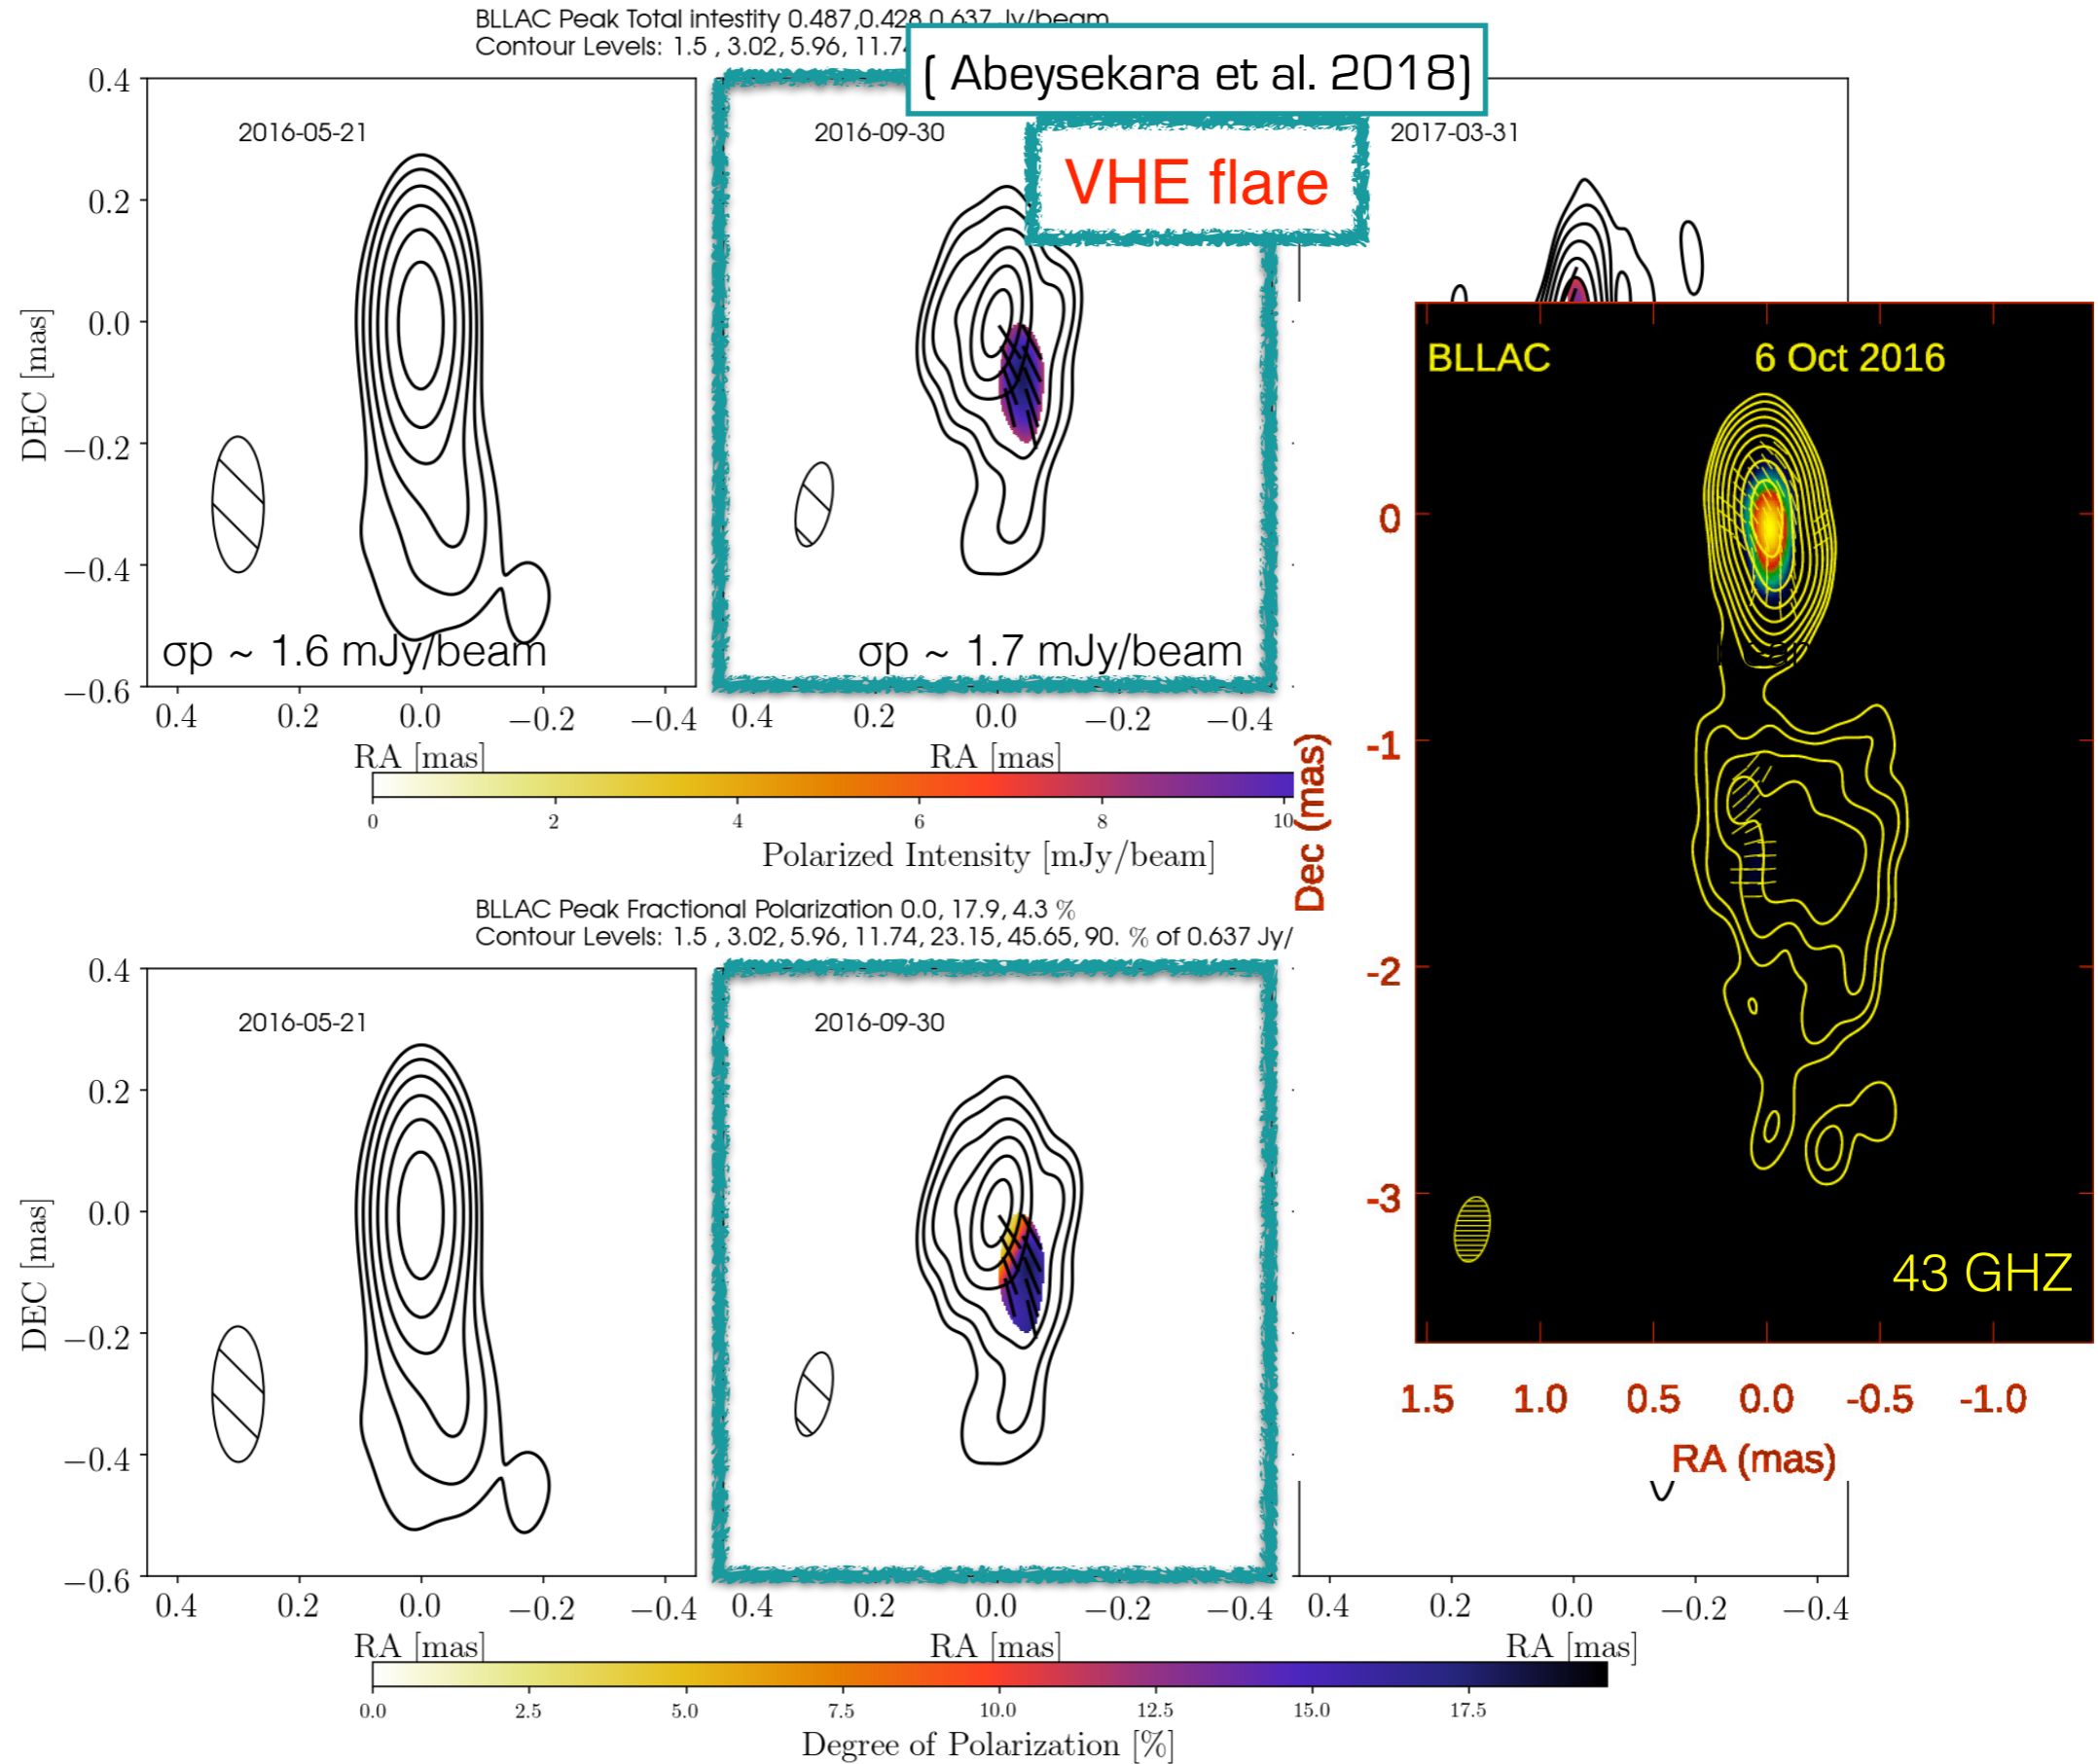 BLLAC Peak Total intestity 0.487,0.428,0.637 Jy/beam
Contour Levels: 1.5 , 3.02, 5.96, 11.74
( Abeysekara et al. 2018)
VHE flare
2016-05-21
2016-09-30
2017-03-31
DEC [mas]
0.4
0.2
0.0
−0.2
−0.4
−0.6
σp ~ 1.6 mJy/beam
σp ~ 1.7 mJy/beam
0.4 0.2 0.0 −0.2 −0.4
0.4 0.2 0.0 −0.2 −0.4
RA [mas]
RA [mas]
0 2 4 6 8 10
Polarized Intensity [mJy/beam]
BLLAC
6 Oct 2016
0
-1
-2
-3
Dec (mas)
43 GHZ
1.5 1.0 0.5 0.0 -0.5 -1.0
RA (mas)
BLLAC Peak Fractional Polarization 0.0, 17.9, 4.3 %
Contour Levels: 1.5 , 3.02, 5.96, 11.74, 23.15, 45.65, 90. % of 0.637 Jy/
2016-05-21
2016-09-30
DEC [mas]
0.4
0.2
0.0
−0.2
−0.4
−0.6
0.4 0.2 0.0 −0.2 −0.4
0.4 0.2 0.0 −0.2 −0.4
0.4 0.2 0.0 −0.2 −0.4
RA [mas]
RA [mas]
RA [mas]
0.0 2.5 5.0 7.5 10.0 12.5 15.0 17.5
Degree of Polarization [%]